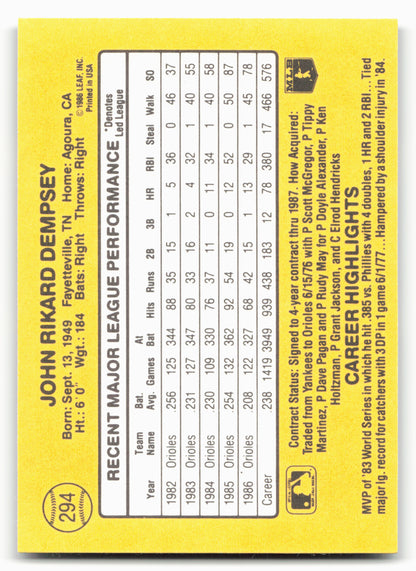 294
JOHN RIKARD DEMPSEY
© 1986 LEAF, INC.
Printed in USA
Born: Sept. 13, 1949 Fayetteville, TN Home: Agoura, CA
Ht.: 6'0" Wgt.: 184 Bats: Right Throws: Right
RECENT MAJOR LEAGUE PERFORMANCE
*Denotes
Led League
Year Team Name Bat. Avg. Games At Bat Hits Runs 2B 3B HR RBI Steal Walk SO
1982 Orioles .256 125 344 88 35 15 1 5 36 0 46 37
1983 Orioles .231 127 347 80 33 16 2 4 32 1 40 55
1984 Orioles .230 109 330 76 37 11 0 11 34 1 40 58
1985 Orioles .254 132 362 92 54 19 0 12 52 0 50 87
1986 Orioles .208 122 327 68 42 15 1 13 29 1 45 78
Career .238 1419 3949 939 438 183 12 78 380 17 466 576
Contract Status: Signed to 4-year contract thru 1987. How Acquired:
Traded from Yankees to Orioles 6/15/76 with P Scott McGregor, P Tippy
Martinez, P Dave Pagan and P Rudy May for P Doyle Alexander, P Ken
Holtzman, P Grant Jackson, and C Elrod Hendricks
MLB
CAREER HIGHLIGHTS
MVP of '83 World Series in which he hit .385 vs. Phillies with 4 doubles, 1 HR and 2 RBI... Tied
major lg. record for catchers with 3 DP in 1 game 6/1/77... Hampered by a shoulder injury in '84.